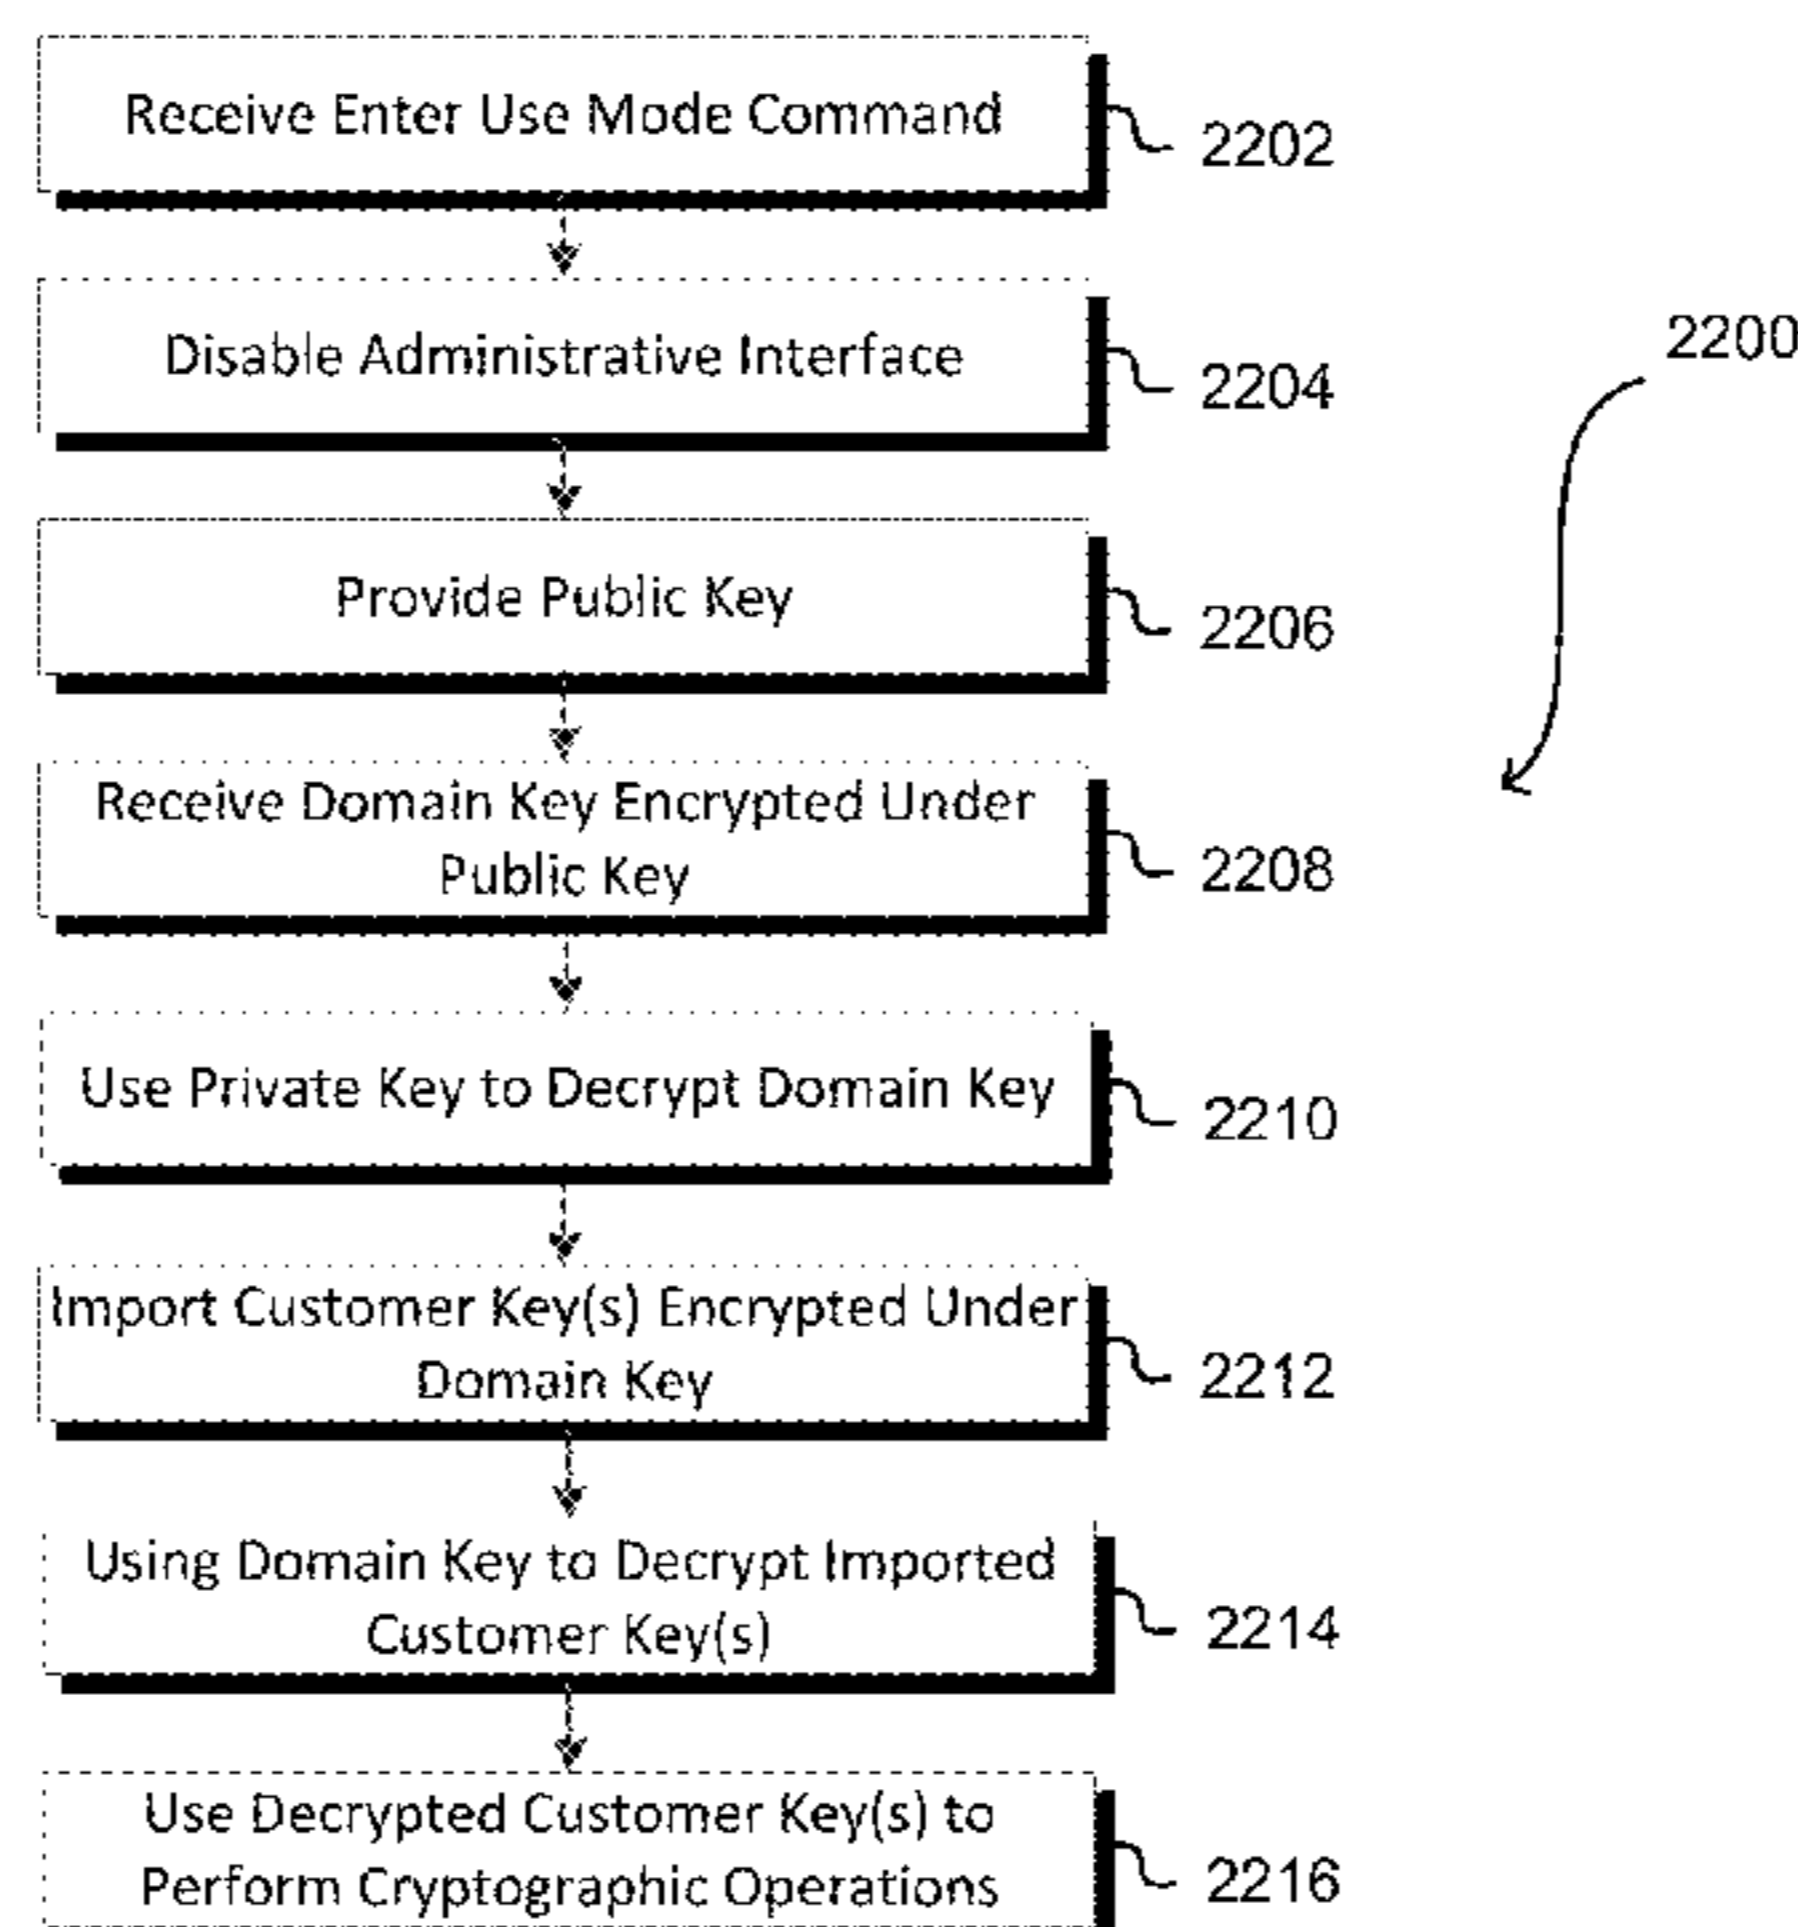 Receive Enter Use Mode Command
2202
Disable Administrative Interface
2204
2200
Provide Public Key
2206
Receive Domain Key Encrypted Under
Public Key
2208
Use Private Key to Decrypt Domain Key
2210
Import Customer Key(s) Encrypted Under
Domain Key
2212
Using Domain Key to Decrypt Imported
Customer Key(s)
2214
Use Decrypted Customer Key(s) to
Perform Cryptographic Operations
2216